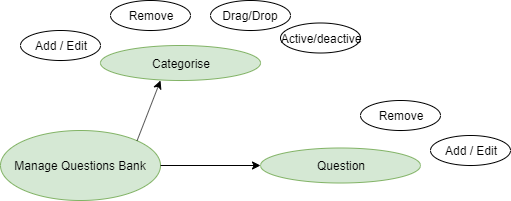 Remove
Drag/Drop
Active/deactive
Add / Edit
Categorise
Remove
Add / Edit
Manage Questions Bank
Question